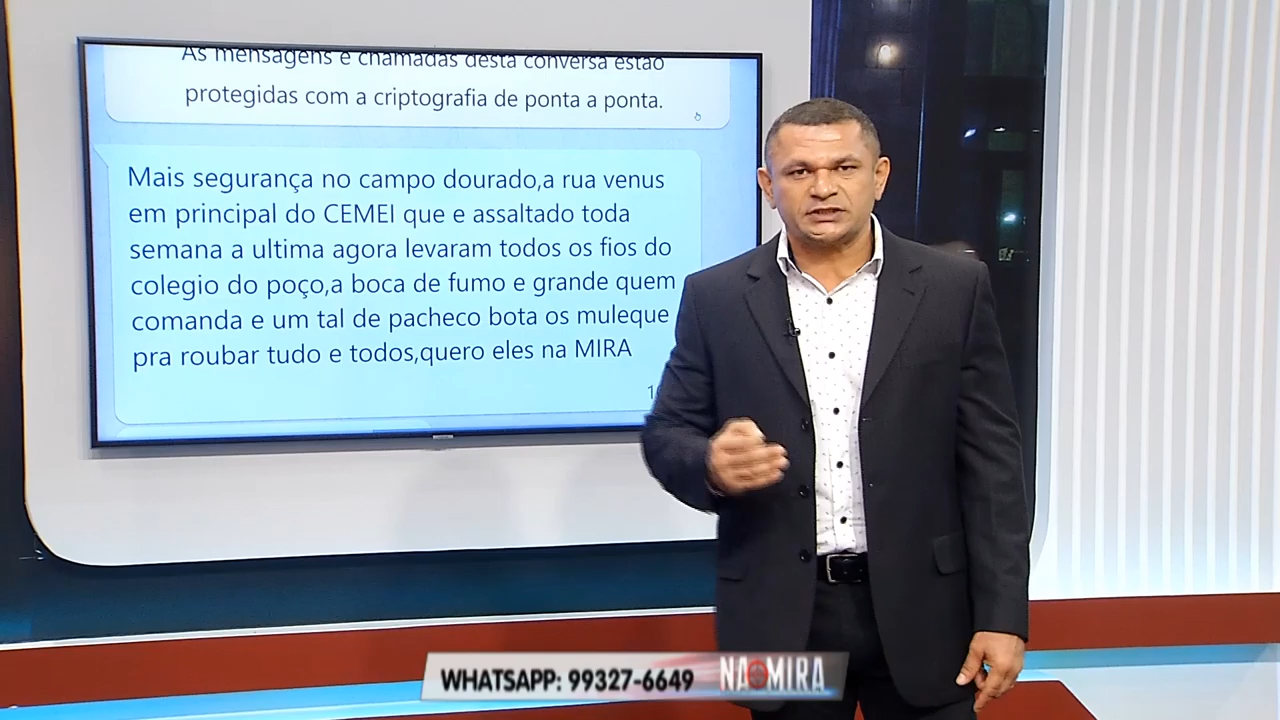 As mensagens e chamadas desta conversa estão
protegidas com a criptografia de ponta a ponta.
Mais segurança no campo dourado,a rua venus
em principal do CEMEI que e assaltado toda
semana a ultima agora levaram todos os fios do
colegio do poço,a boca de fumo e grande quem
comanda e um tal de pacheco bota os muleque
pra roubar tudo e todos,quero eles na MIRA
WHATSAPP: 99327-6649 NA MIRA